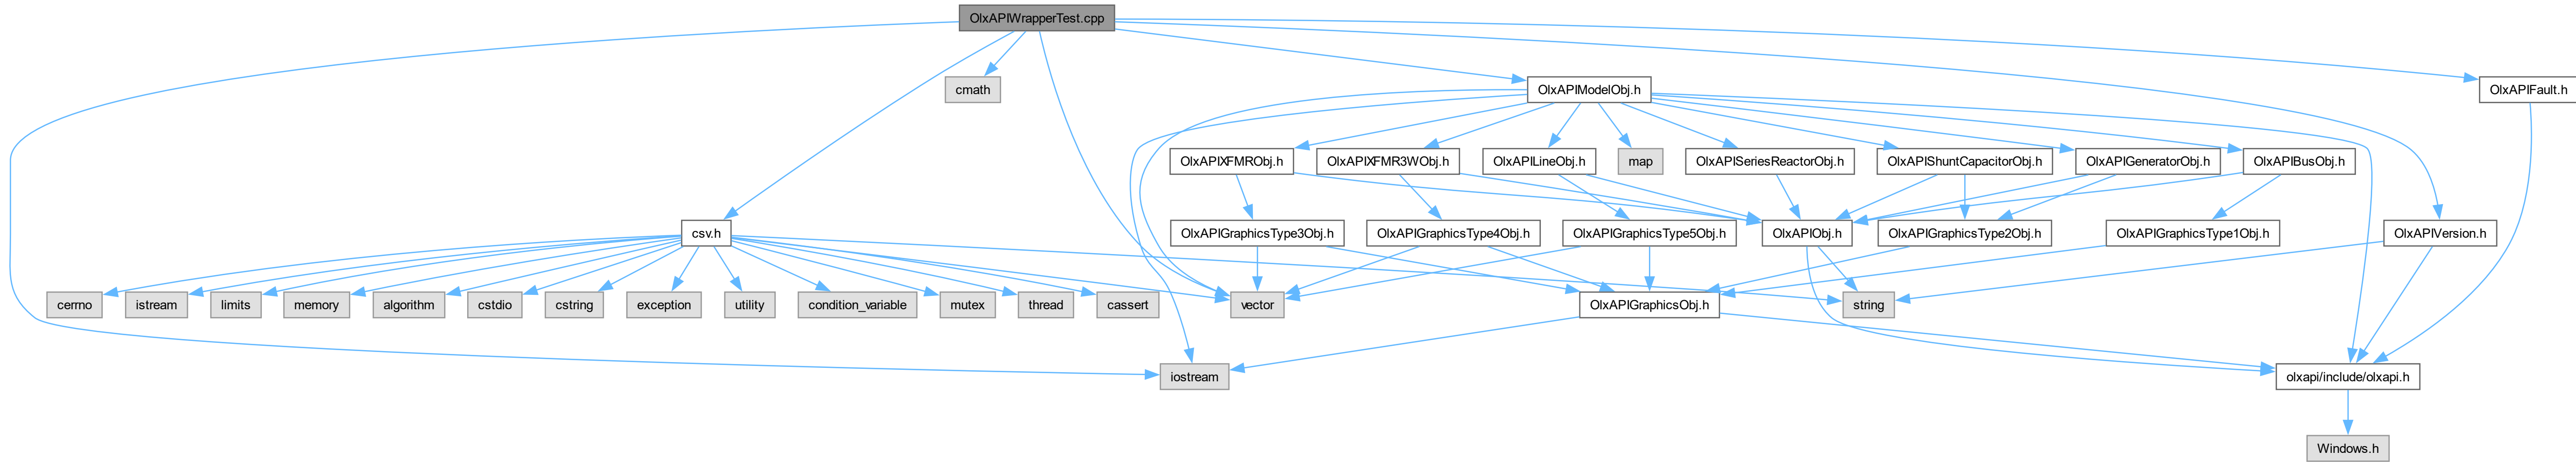 OlxAPIWrapperTest.cpp
cmath
OlxAPIModelObj.h
OlxAPIFault.h
OlxAPIXFMRObj.h
OlxAPIXFMR3WObj.h
OlxAPILineObj.h
map
OlxAPISeriesReactorObj.h
OlxAPIShuntCapacitorObj.h
OlxAPIGeneratorObj.h
OlxAPIBusObj.h
csv.h
OlxAPIGraphicsType3Obj.h
OlxAPIGraphicsType4Obj.h
OlxAPIGraphicsType5Obj.h
OlxAPIObj.h
OlxAPIGraphicsType2Obj.h
OlxAPIGraphicsType1Obj.h
OlxAPIVersion.h
cerrno
istream
limits
memory
algorithm
cstdio
cstring
exception
utility
condition_variable
mutex
thread
cassert
vector
OlxAPIGraphicsObj.h
string
iostream
olxapi/include/olxapi.h
Windows.h